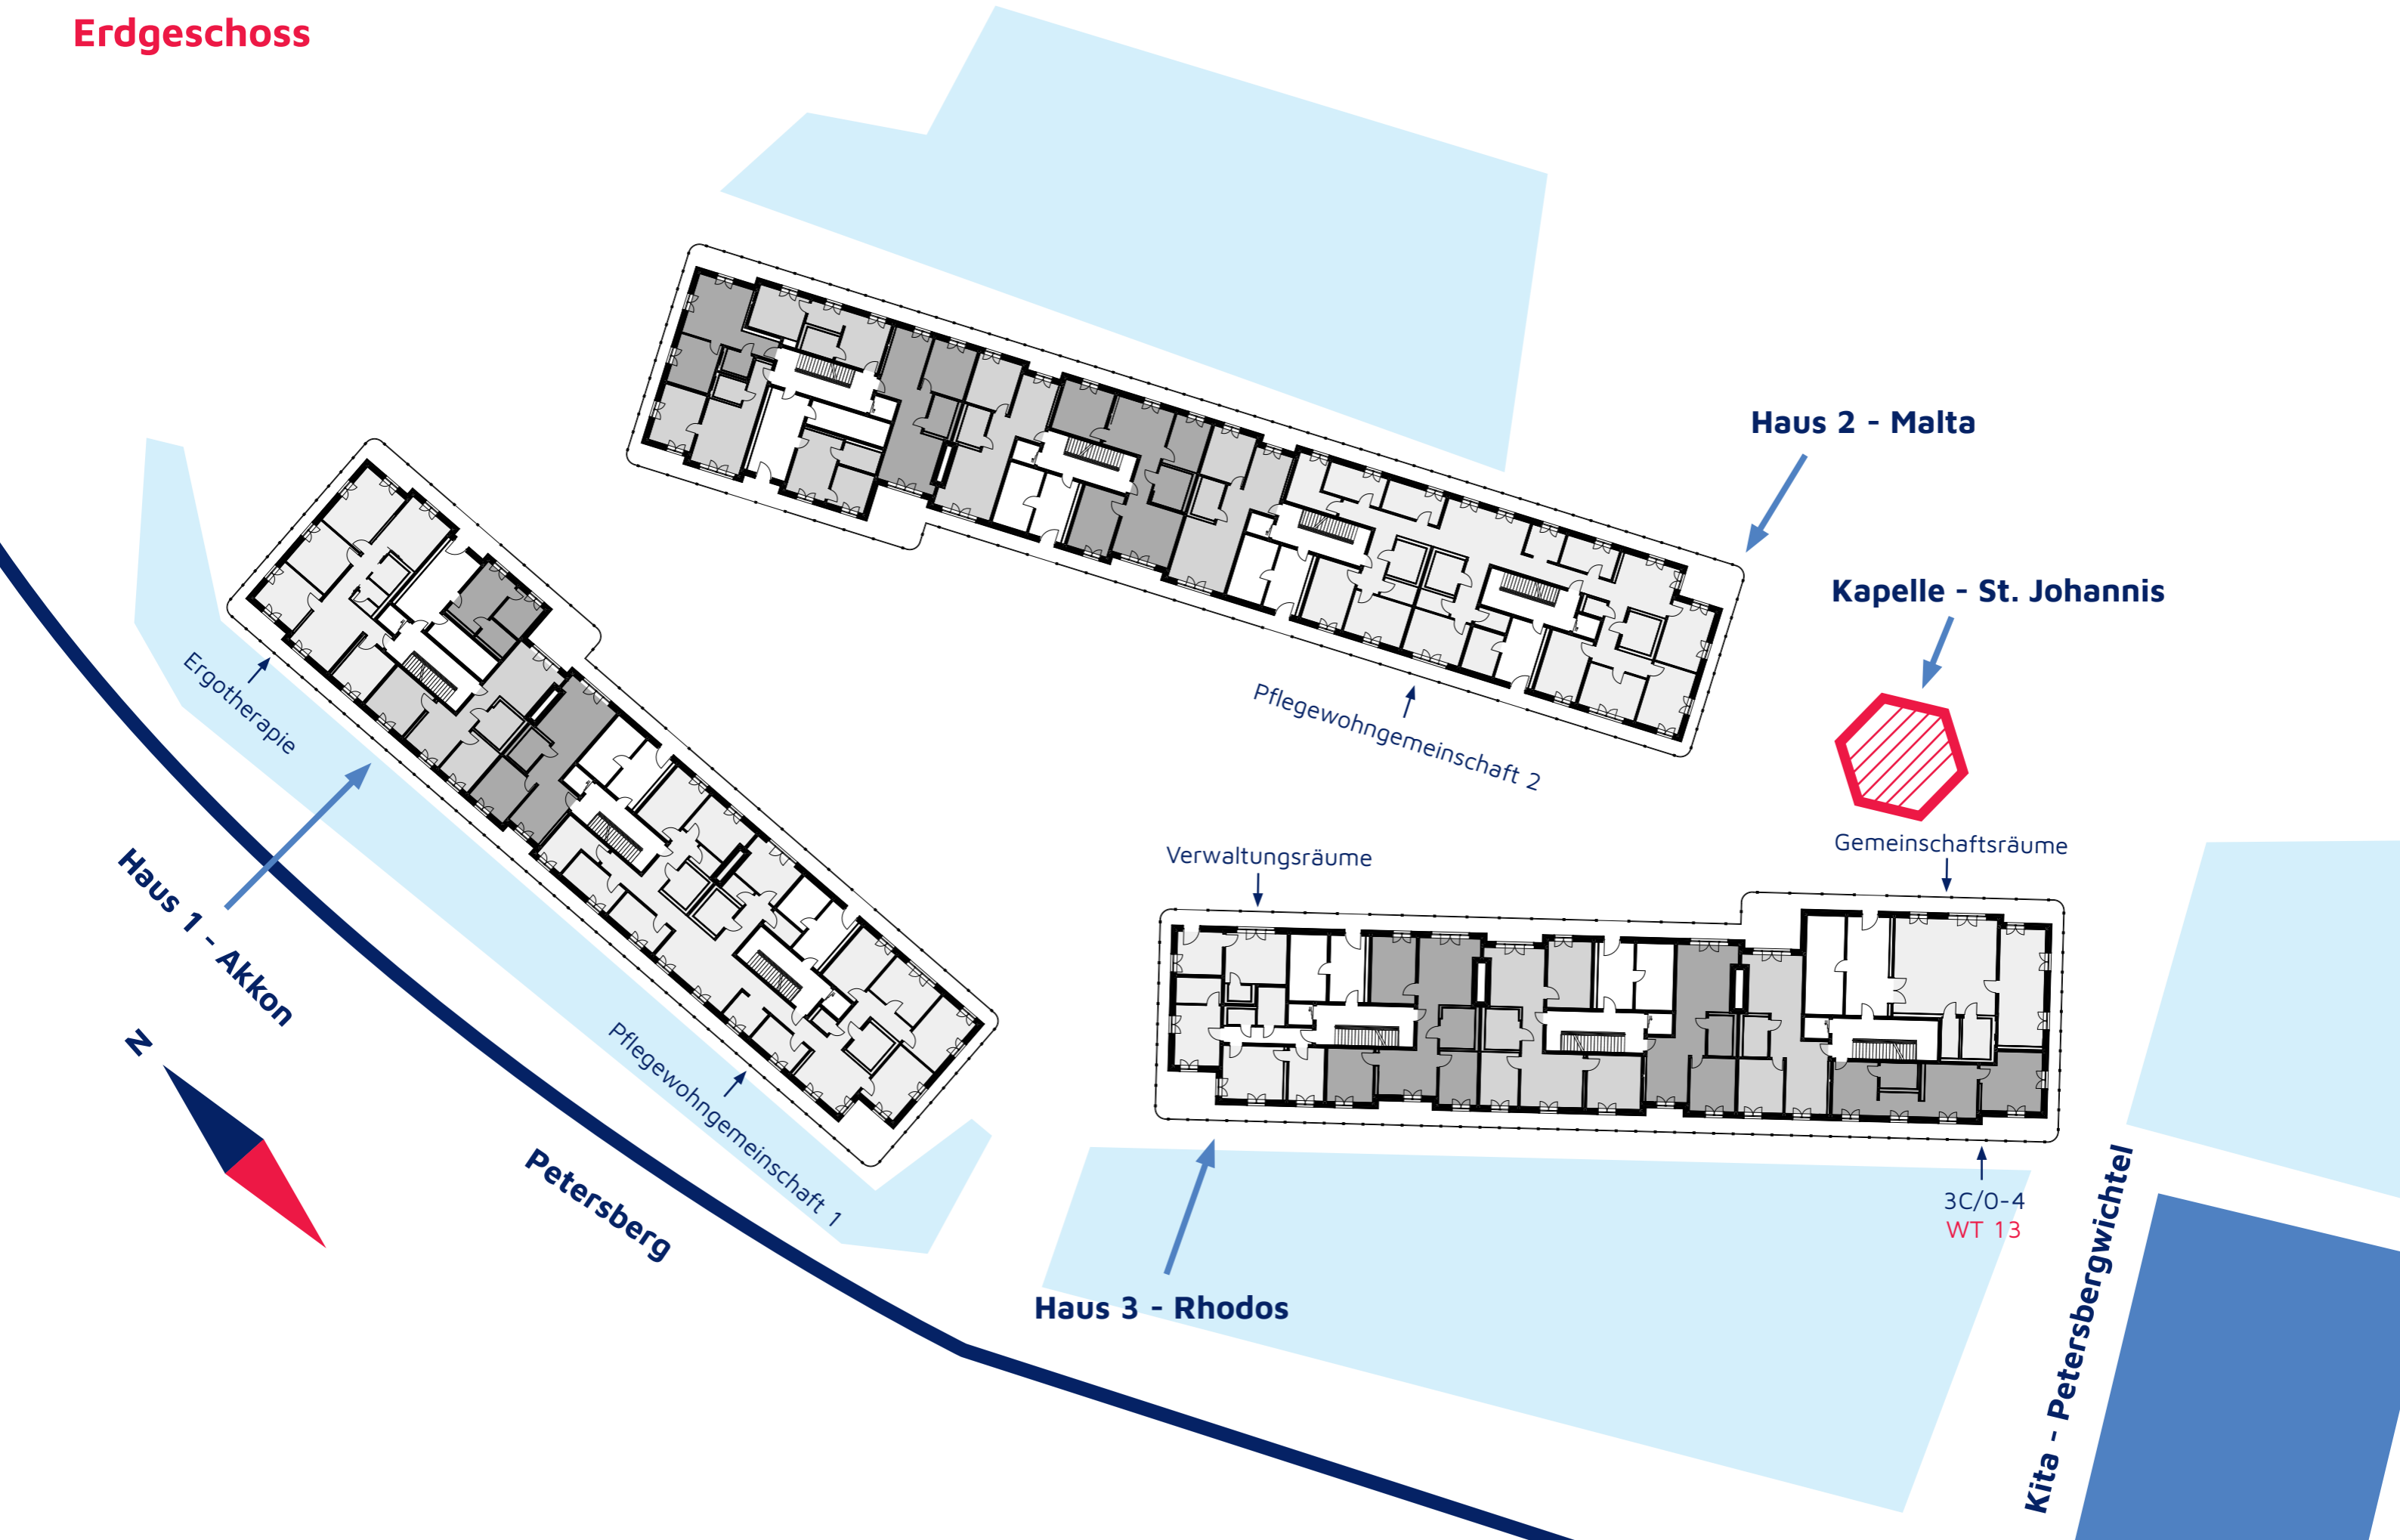 Erdgeschoss
Haus 2 - Malta
Kapelle - St. Johannis
Ergotherapie
Pflegewohngemeinschaft 2
Verwaltungsräume
Gemeinschaftsräume
Haus 1 - Akkon
N
Pflegewohngemeinschaft 1
Petersberg
3C/0-4
WT 13
Haus 3 - Rhodos
Kita - Petersbergwichtel